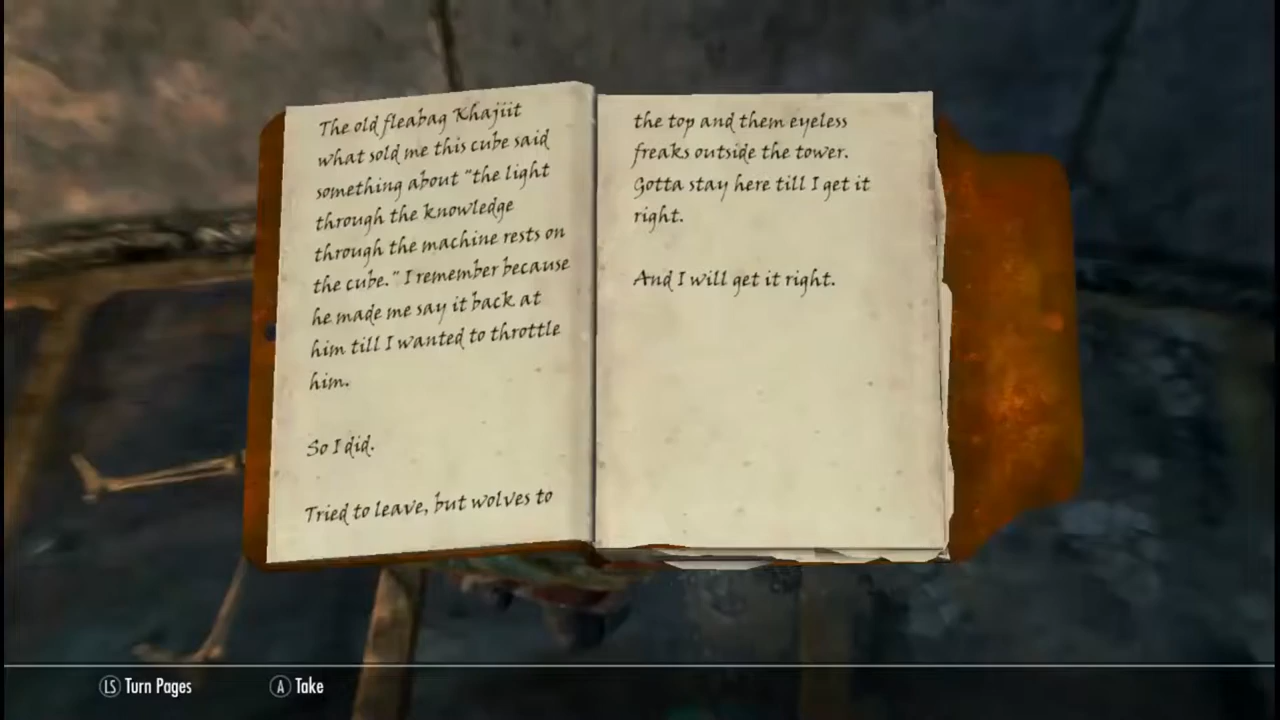 The old fleabag Khajiit
what sold me this cube said
something about "the light
through the knowledge
through the machine rests on
the cube." I remember because
he made me say it back at
him till I wanted to throttle
him.
So I did.
Tried to leave, but wolves to
the top and them eyeless
freaks outside the tower.
Gotta stay here till I get it
right.
And I will get it right.
LS Turn Pages
A Take